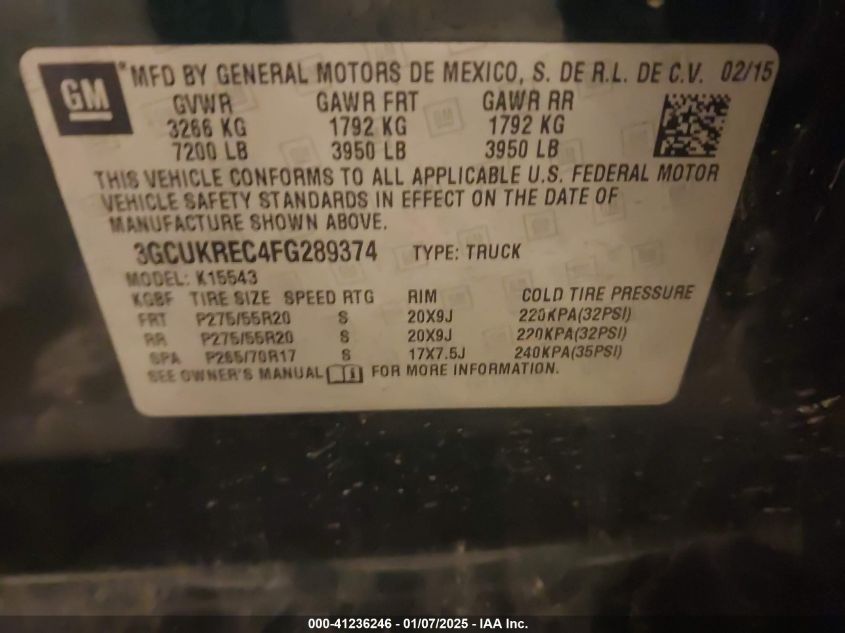 GM *MFD BY GENERAL MOTORS DE MEXICO, S. DE R.L. DE C.V. 02/15
GVWR GAWR FRT GAWR RR
3266 KG 1792 KG 1792 KG
7200 LB 3950 LB 3950 LB
THIS VEHICLE CONFORMS TO ALL APPLICABLE U.S. FEDERAL MOTOR
VEHICLE SAFETY STANDARDS IN EFFECT ON THE DATE OF
MANUFACTURE SHOWN ABOVE.
3GCUKREC4FG289374 TYPE: TRUCK
MODEL: K15543
KGBF TIRE SIZE SPEED RTG RIM COLD TIRE PRESSURE
FRT P275/55R20 S 20X9J 220KPA(32PSI)
RR P275/55R20 S 20X9J 220KPA(32PSI)
SPA P265/70R17 S 17X7.5J 240KPA(35PSI)
SEE OWNER'S MANUAL FOR MORE INFORMATION.
000-41236246 - 01/07/2025 - IAA Inc.